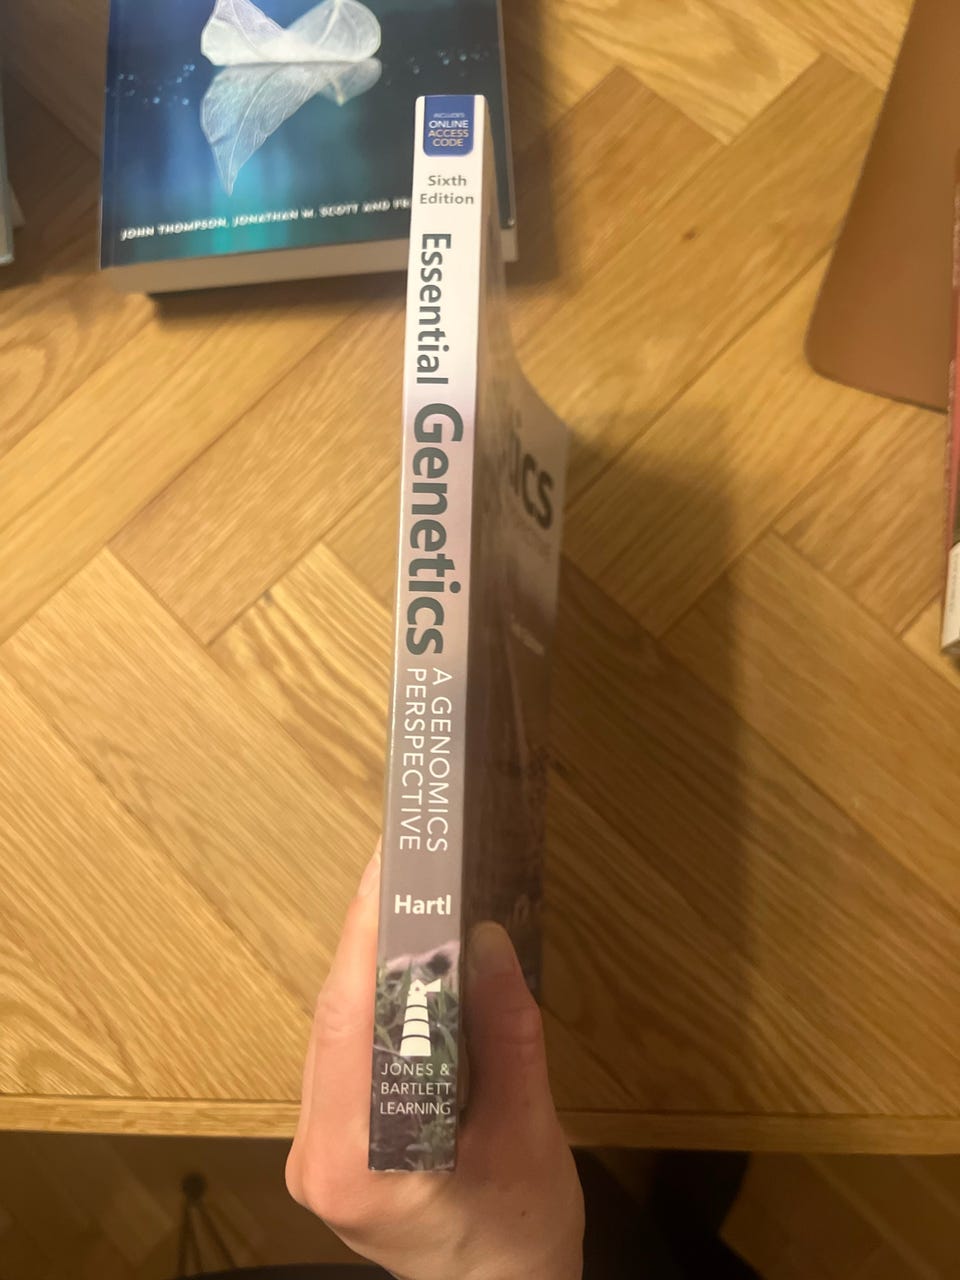 JOHN THOMPSON, JONATHAN M. SCOTT AND
INCLUDES
ONLINE
ACCESS
CODE
Sixth
Edition
Essential Genetics
A GENOMICS
PERSPECTIVE
Hartl
JONES &
BARTLETT
LEARNING
tics